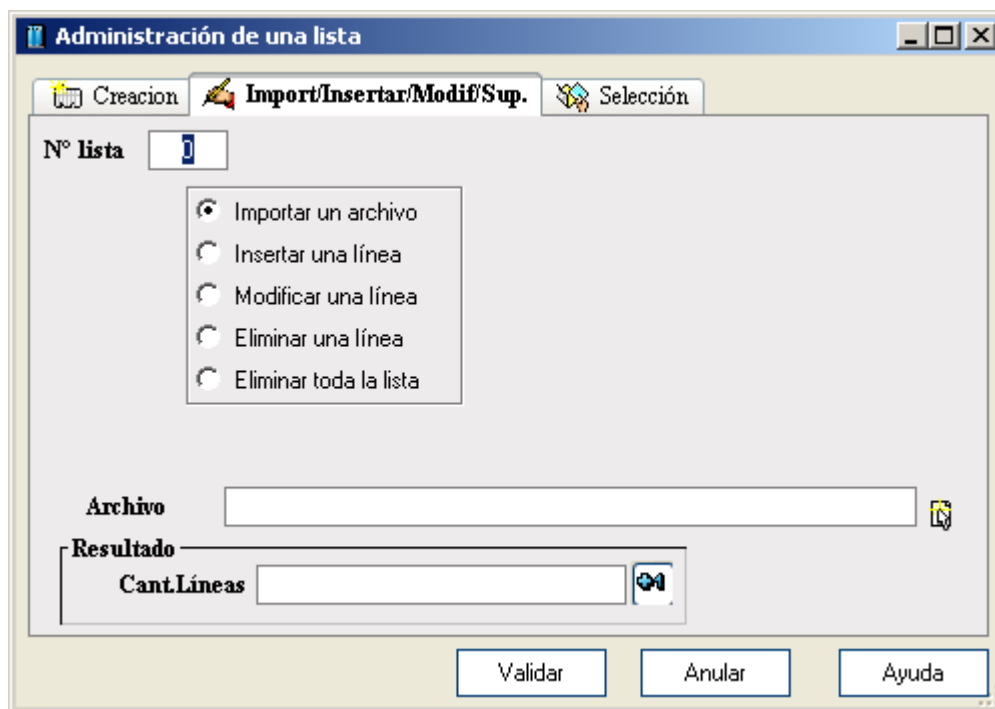 Administración de una lista
Creacion Import/Insertar/Modif/Sup. Selección
N° lista 0
Importar un archivo
Insertar una línea
Modificar una línea
Eliminar una línea
Eliminar toda la lista
Archivo
Resultado
Cant.Líneas
Validar Anular Ayuda